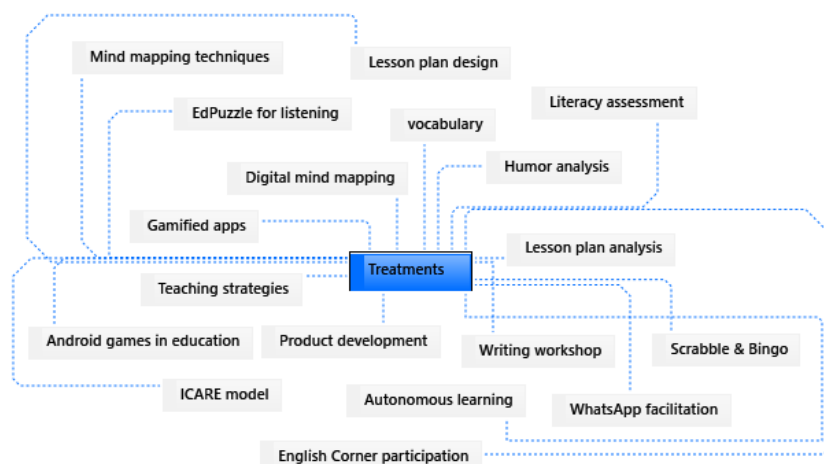 Mind mapping techniques
Lesson plan design
Literacy assessment
EdPuzzle for listening
vocabulary
Humor analysis
Digital mind mapping
Gamified apps
Lesson plan analysis
Treatments
Teaching strategies
Android games in education
Product development
Writing workshop
Scrabble & Bingo
ICARE model
Autonomous learning
WhatsApp facilitation
English Corner participation